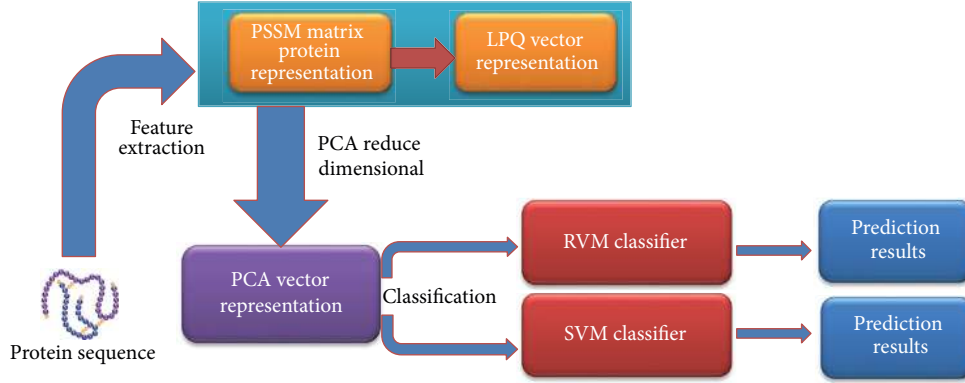 PSSM matrix
protein
representation
LPQ vector
representation
Feature
extraction
PCA reduce
dimensional
RVM classifier
Prediction
results
PCA vector
representation
Classification
SVM classifier
Prediction
results
Protein sequence